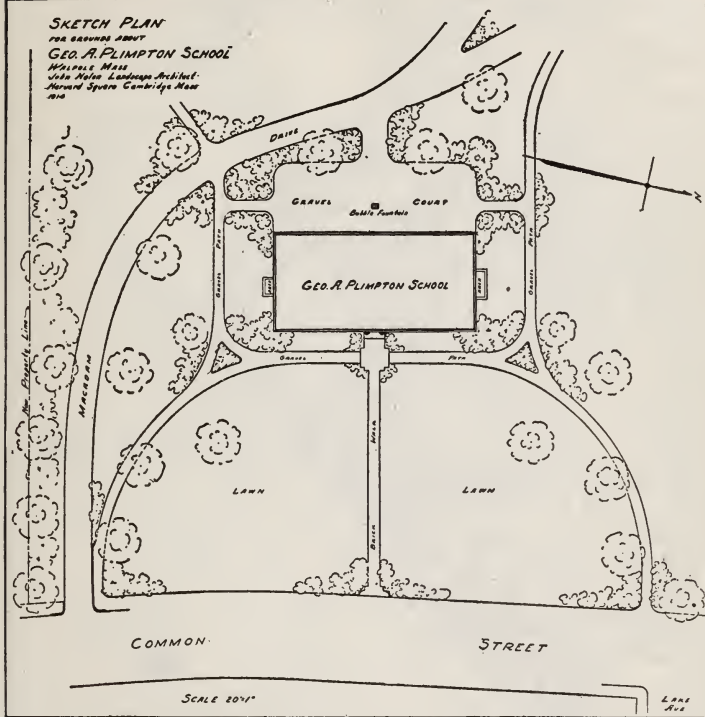 SKETCH PLAN
FOR GROUNDS ABOUT
GEO. A. PLIMPTON SCHOOL
WALPOLE MASS
John Nolen Landscape Architect.
Harvard Square Cambridge Mass
DRIVE
GRAVEL COURT
Bubble Fountain
N
GRAVEL PATH
GRAVEL PATH
GEO. A. PLIMPTON SCHOOL
New Property Line
MACADAM
GRAVEL PATH
BRICK WALK
LAWN
LAWN
COMMON STREET
SCALE 20'=1"
LAKE
AVE